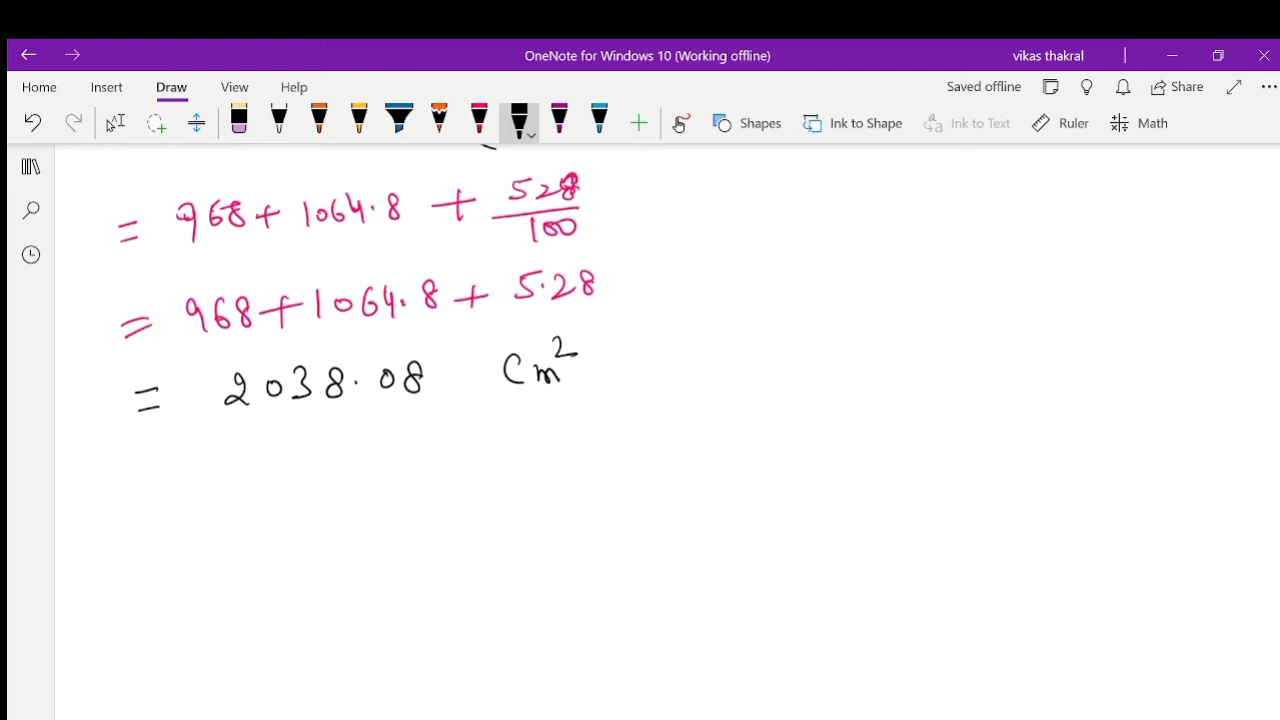 OneNote for Windows 10 (Working offline)
vikas thakral
Home Insert Draw View Help
Saved offline
Share
Shapes
Ink to Shape
Ink to Text
Ruler
Math
= 968 + 1064.8 + 528/100
= 968 + 1064.8 + 5.28
= 2038.08 Cm²